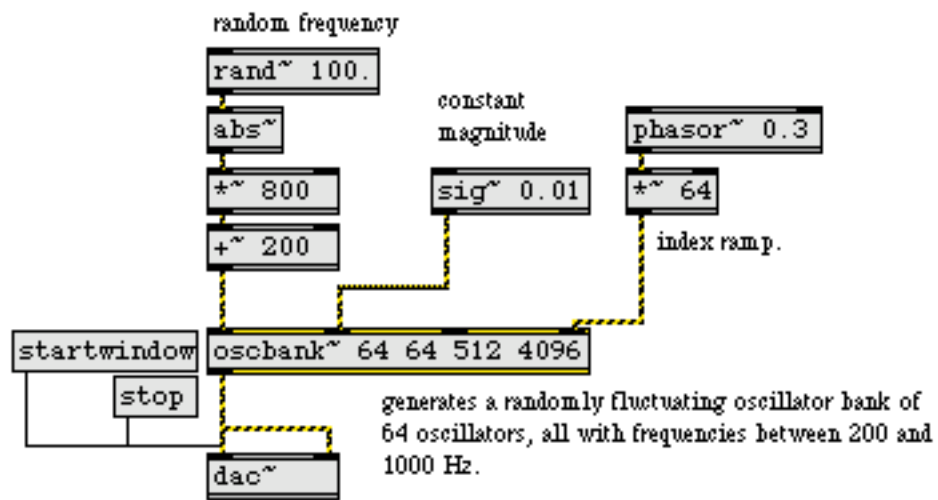 random frequency
rand~ 100.
abs~
*~ 800
+~ 200
constant
magnitude
sig~ 0.01
phasor~ 0.3
*~ 64
index ramp.
startwindow
stop
oscbank~ 64 64 512 4096
generates a randomly fluctuating oscillator bank of
64 oscillators, all with frequencies between 200 and
1000 Hz.
dac~